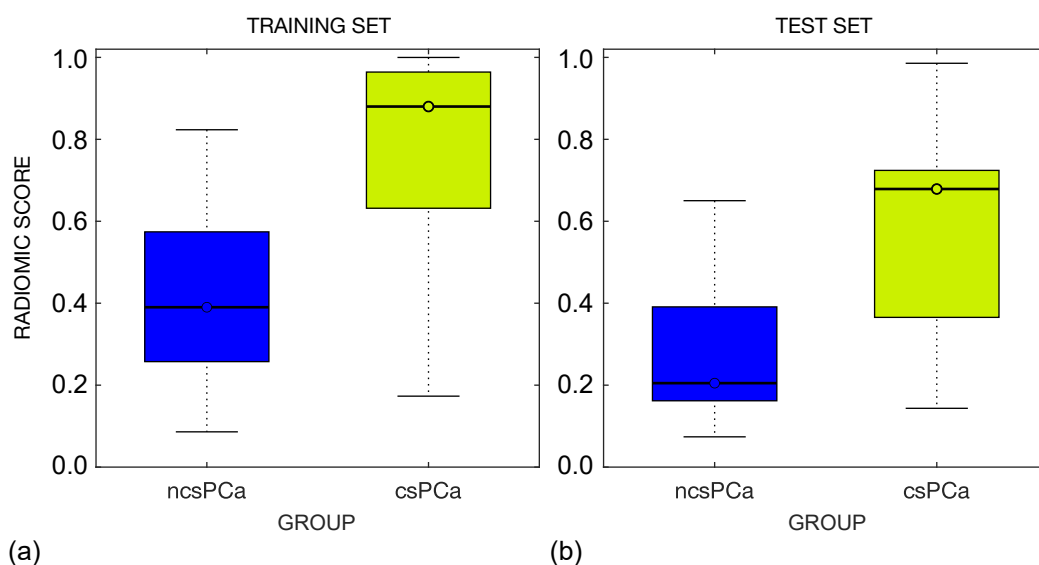 TRAINING SET
1.0
0.8
0.6
0.4
0.2
0.0
RADIOMIC SCORE
ncsPCa
csPCa
GROUP
(a)
TEST SET
1.0
0.8
0.6
0.4
0.2
0.0
ncsPCa
csPCa
GROUP
(b)